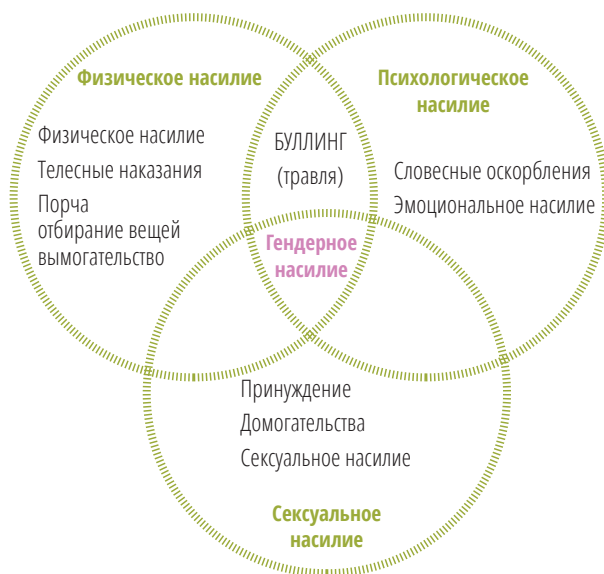 Физическое насилие
Физическое насилие
Телесные наказания
Порча
отбирание вещей
вымогательство
БУЛЛИНГ
(травля)
Психологическое
насилие
Словесные оскорбления
Эмоциональное насилие
Гендерное
насилие
Принуждение
Домогательства
Сексуальное насилие
Сексуальное
насилие